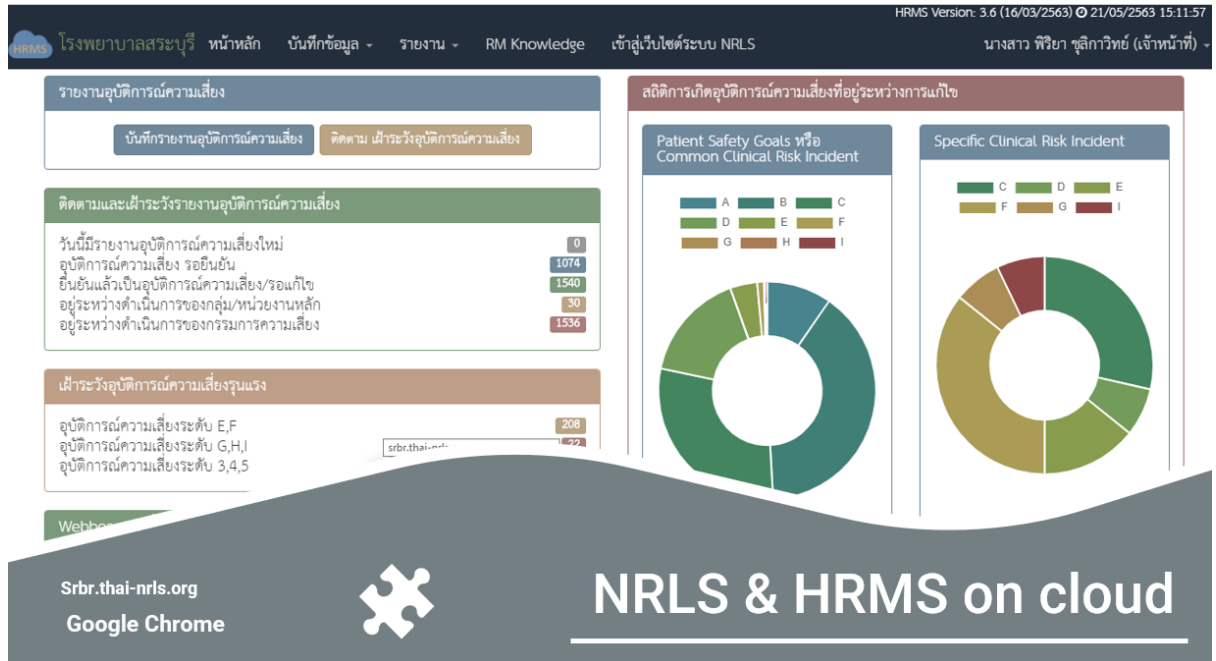 HRMS Version: 3.6 (16/03/2563) 21/05/2563 15:11:57
HRMS โรงพยาบาลสระบุรี หน้าหลัก บันทึกข้อมูล รายงาน RM Knowledge เข้าสู่เว็บไซต์ระบบ NRLS นางสาว พิริยา ชุลิกาวิทย์ (เจ้าหน้าที่)
รายงานอุบัติการณ์ความเสี่ยง
บันทึกรายงานอุบัติการณ์ความเสี่ยง ติดตาม เฝ้าระวังอุบัติการณ์ความเสี่ยง
ติดตามและเฝ้าระวังรายงานอุบัติการณ์ความเสี่ยง
วันนี้มีรายงานอุบัติการณ์ความเสี่ยงใหม่ 0
อุบัติการณ์ความเสี่ยง รอยืนยัน 1074
ยืนยันแล้วเป็นอุบัติการณ์ความเสี่ยง/รอแก้ไข 1540
อยู่ระหว่างดำเนินการของกลุ่ม/หน่วยงานหลัก 30
อยู่ระหว่างดำเนินการของกรรมการความเสี่ยง 1536
เฝ้าระวังอุบัติการณ์ความเสี่ยงรุนแรง
อุบัติการณ์ความเสี่ยงระดับ E,F 208
อุบัติการณ์ความเสี่ยงระดับ G,H,I 22
อุบัติการณ์ความเสี่ยงระดับ 3,4,5
สถิติการเกิดอุบัติการณ์ความเสี่ยงที่อยู่ระหว่างการแก้ไข
Patient Safety Goals หรือ
Common Clinical Risk Incident
A B C
D E F
G H I
Specific Clinical Risk Incident
C D E
F G I
Srbr.thai-nrls.org
Google Chrome
NRLS & HRMS on cloud